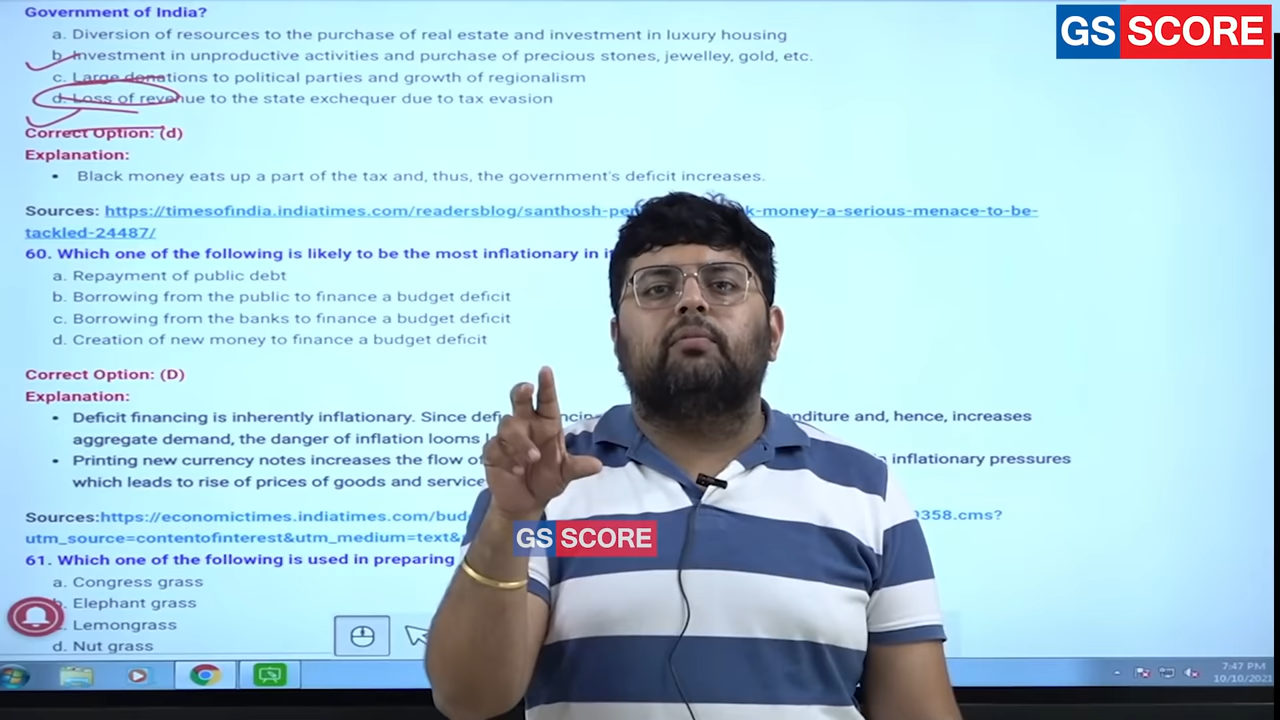 GS SCORE
Government of India?
a. Diversion of resources to the purchase of real estate and investment in luxury housing
b. Investment in unproductive activities and purchase of precious stones, jewelley, gold, etc.
c. Large donations to political parties and growth of regionalism
d. Loss of revenue to the state exchequer due to tax evasion
Correct Option: (d)
Explanation:
• Black money eats up a part of the tax and, thus, the government's deficit increases.
Sources: https://timesofindia.indiatimes.com/readersblog/santhosh- k-money-a-serious-menace-to-be-
tackled-24487/
60. Which one of the following is likely to be the most inflationary in
a. Repayment of public debt
b. Borrowing from the public to finance a budget deficit
c. Borrowing from the banks to finance a budget deficit
d. Creation of new money to finance a budget deficit
Correct Option: (D)
Explanation:
• Deficit financing is inherently inflationary. Since and, hence, increases
aggregate demand, the danger of inflation looms
• Printing new currency notes increases the flow inflationary pressures
which leads to rise of prices of goods and
GS SCORE
Sources:https://economictimes.indiatimes.com/ 0358.cms?
utm_source=contentofinterest&utm_medium=text&
61. Which one of the following is used in preparing
a. Congress grass
b. Elephant grass
c. Lemongrass
d. Nut grass
7:47 PM
10/10/2021